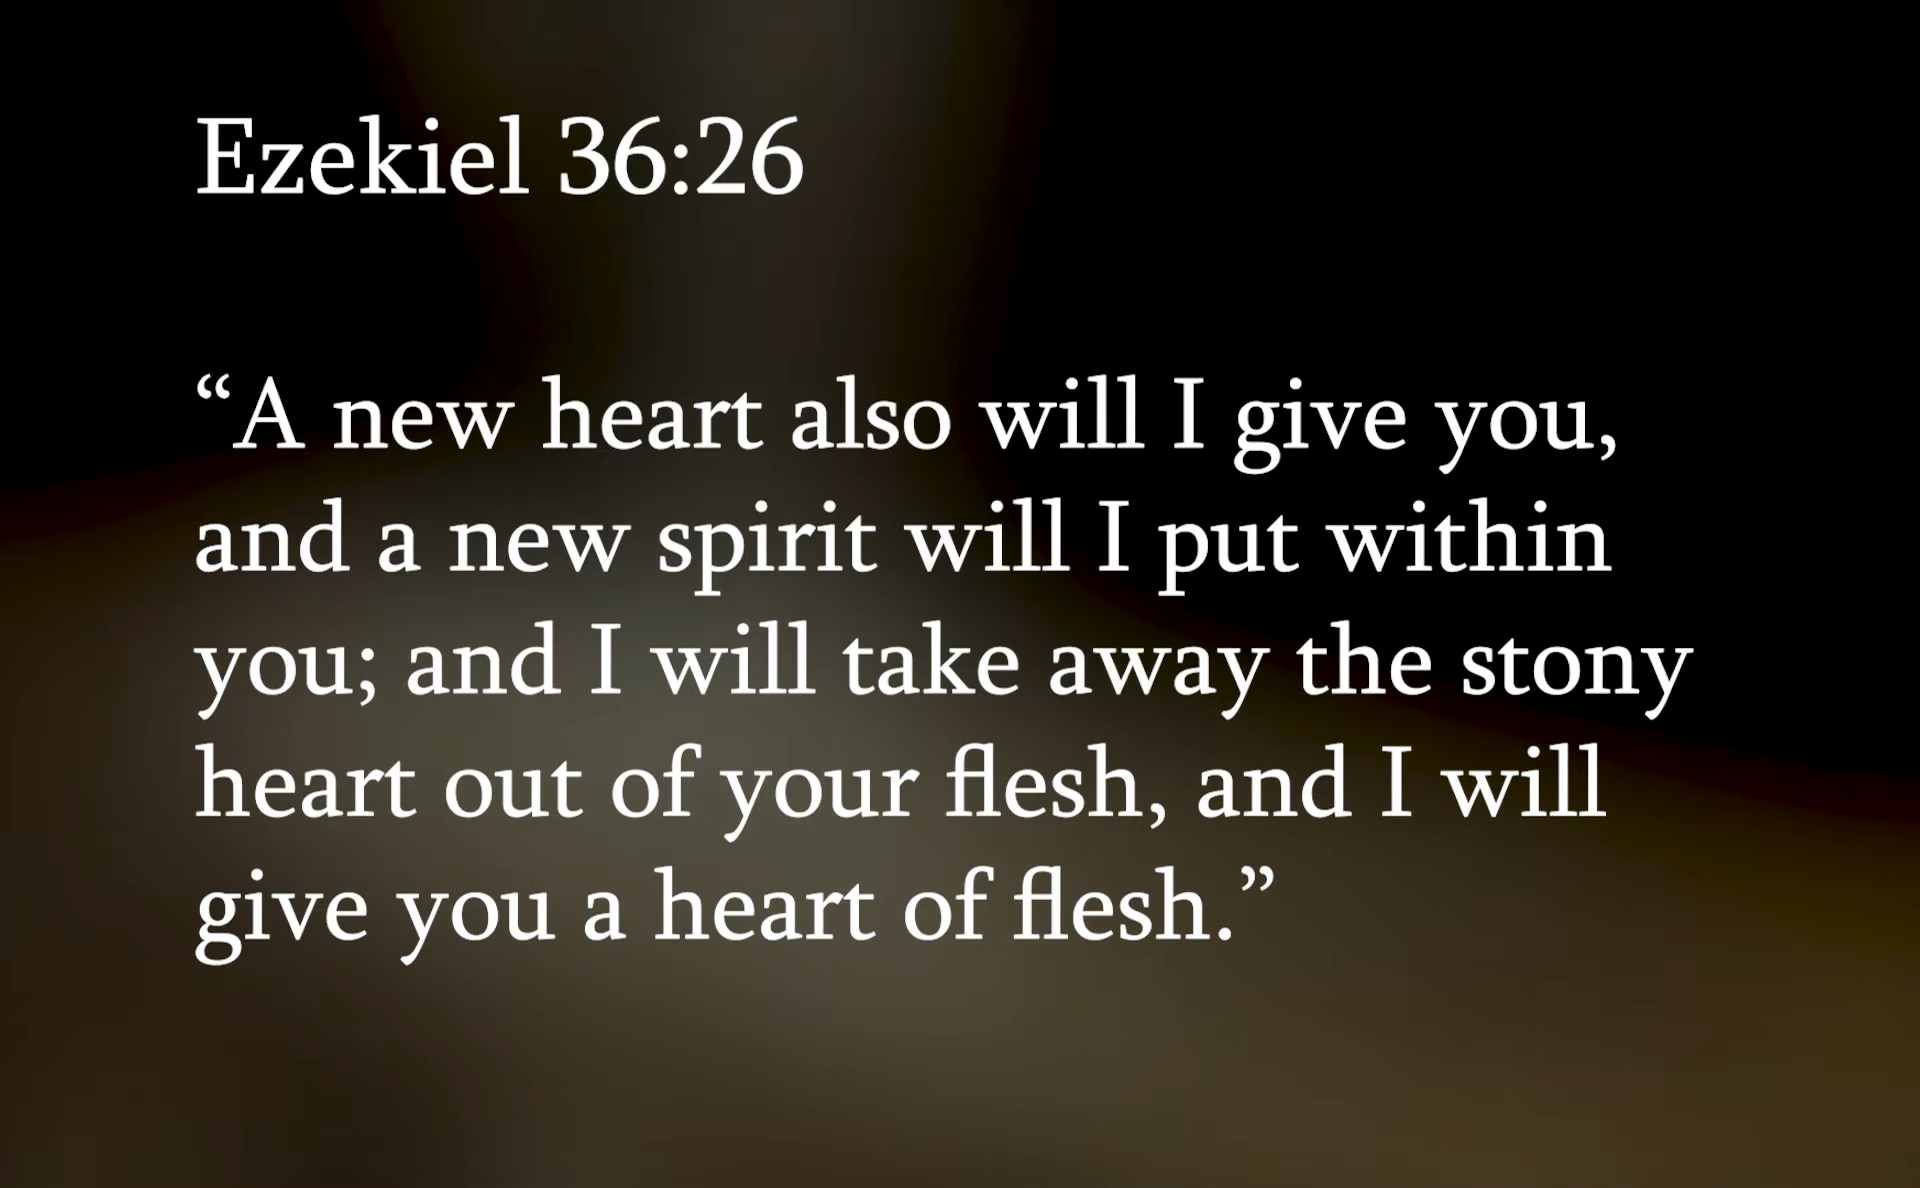 Ezekiel 36:26
“A new heart also will I give you,
and a new spirit will I put within
you; and I will take away the stony
heart out of your flesh, and I will
give you a heart of flesh.”